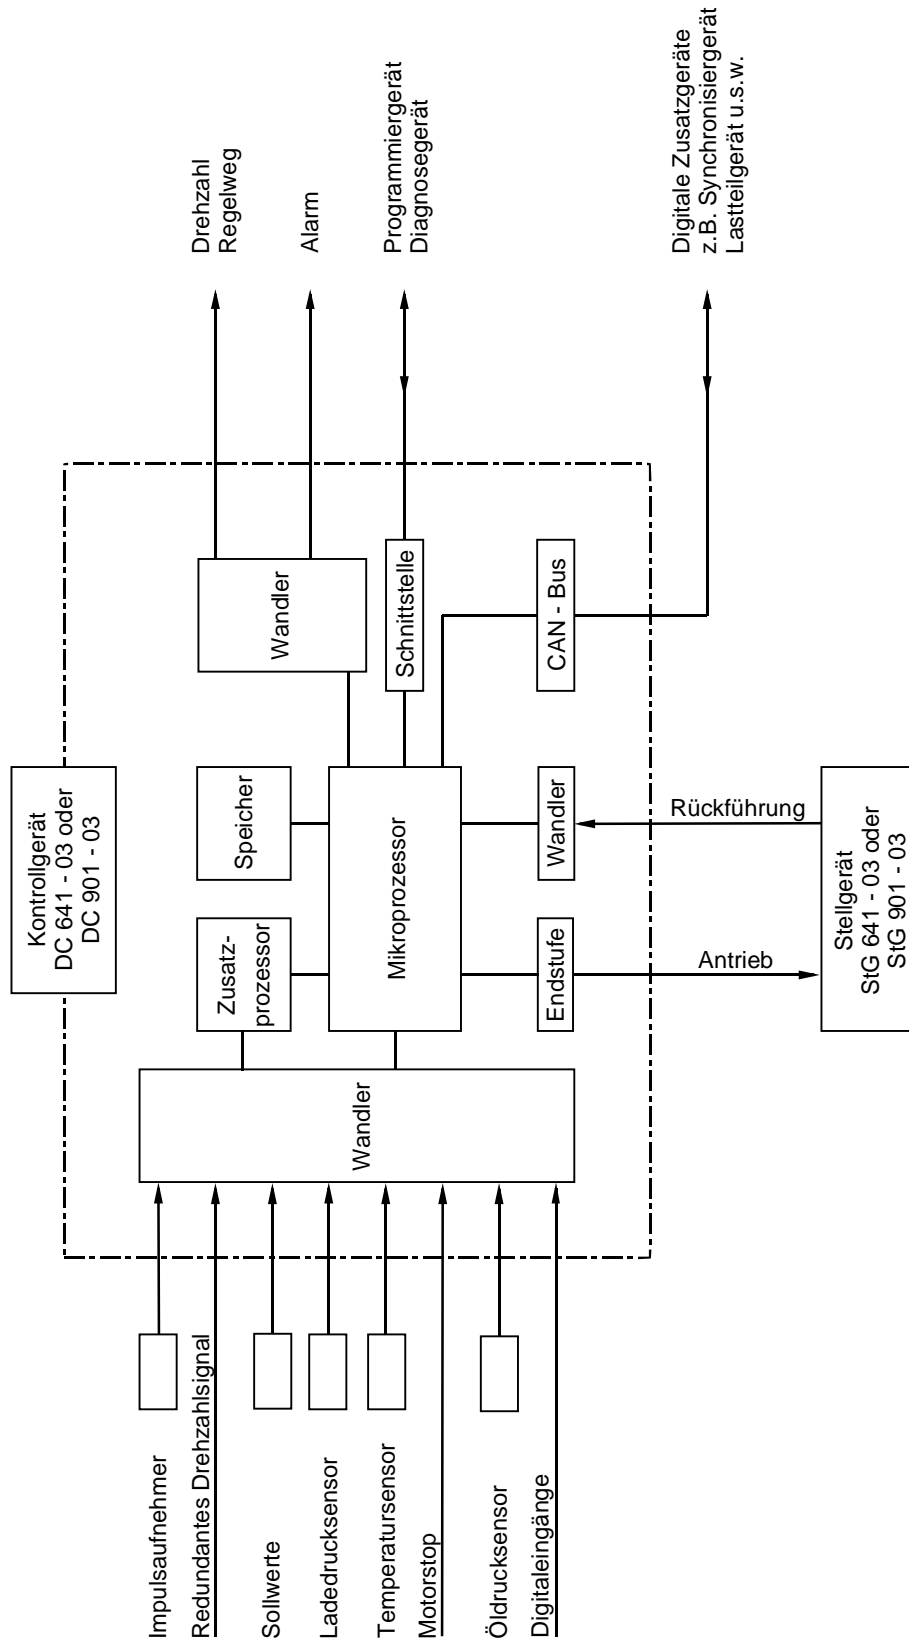 Impulsaufnehmer
Redundantes Drehzahlsignal
Sollwerte
Ladedrucksensor
Temperatursensor
Motorstop
Öldrucksensor
Digitaleingänge
Wandler
Kontrollgerät
DC 641 - 03 oder
DC 901 - 03
Zusatz-
prozessor
Speicher
Mikroprozessor
Endstufe
Wandler
Antrieb
Rückführung
Stellgerät
StG 641 - 03 oder
StG 901 - 03
Wandler
Schnittstelle
CAN - Bus
Drehzahl
Regelweg
Alarm
Programmiergerät
Diagnosegerät
Digitale Zusatzgeräte
z.B. Synchronisiergerät
Lastteilgerät u.s.w.